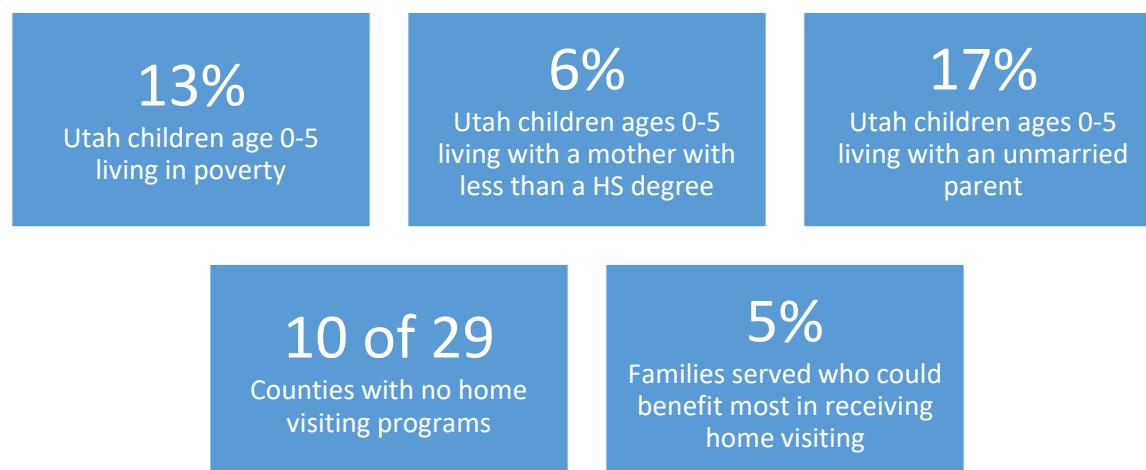 13%
Utah children age 0-5
living in poverty
6%
Utah children ages 0-5
living with a mother with
less than a HS degree
17%
Utah children ages 0-5
living with an unmarried
parent
10 of 29
Counties with no home
visiting programs
5%
Families served who could
benefit most in receiving
home visiting